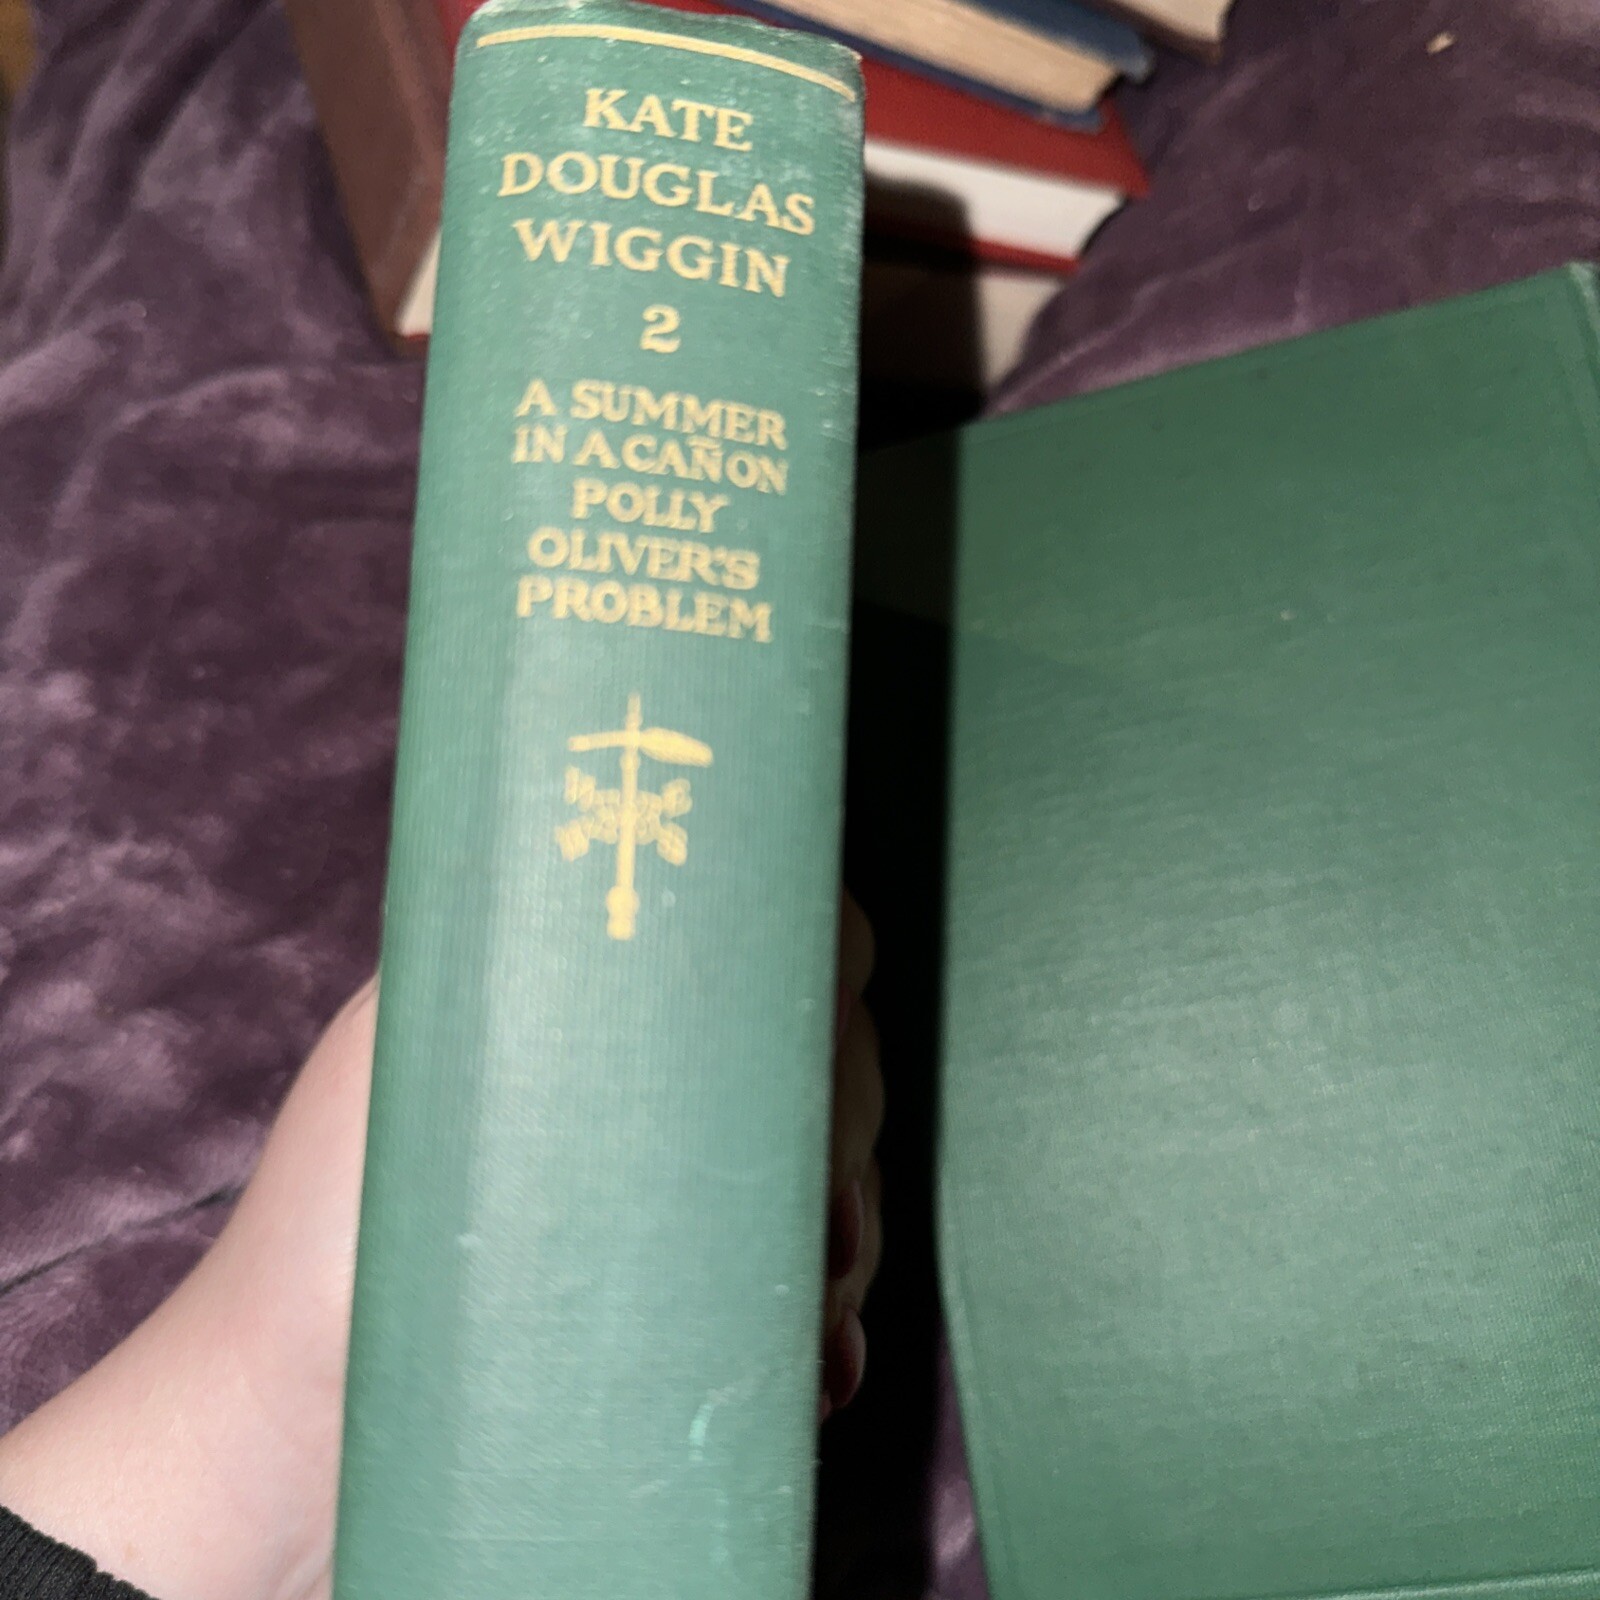 KATE
DOUGLAS
WIGGIN
2
A SUMMER
IN A CAÑON
POLLY
OLIVER'S
PROBLEM